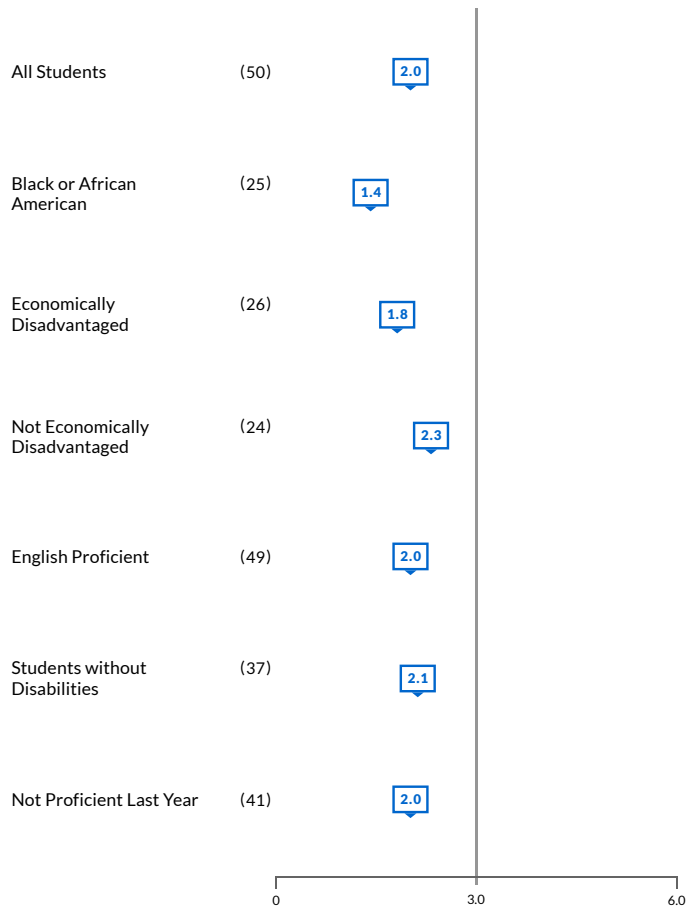 All Students (50) 2.0
Black or African (25) 1.4
American
Economically (26) 1.8
Disadvantaged
Not Economically (24) 2.3
Disadvantaged
English Proficient (49) 2.0
Students without (37) 2.1
Disabilities
Not Proficient Last Year (41) 2.0
0 3.0 6.0